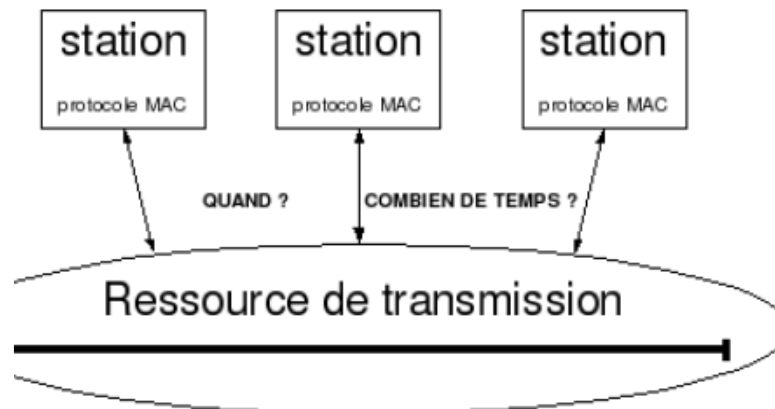 station station station
protocole MAC protocole MAC protocole MAC
QUAND ? COMBIEN DE TEMPS ?
Ressource de transmission